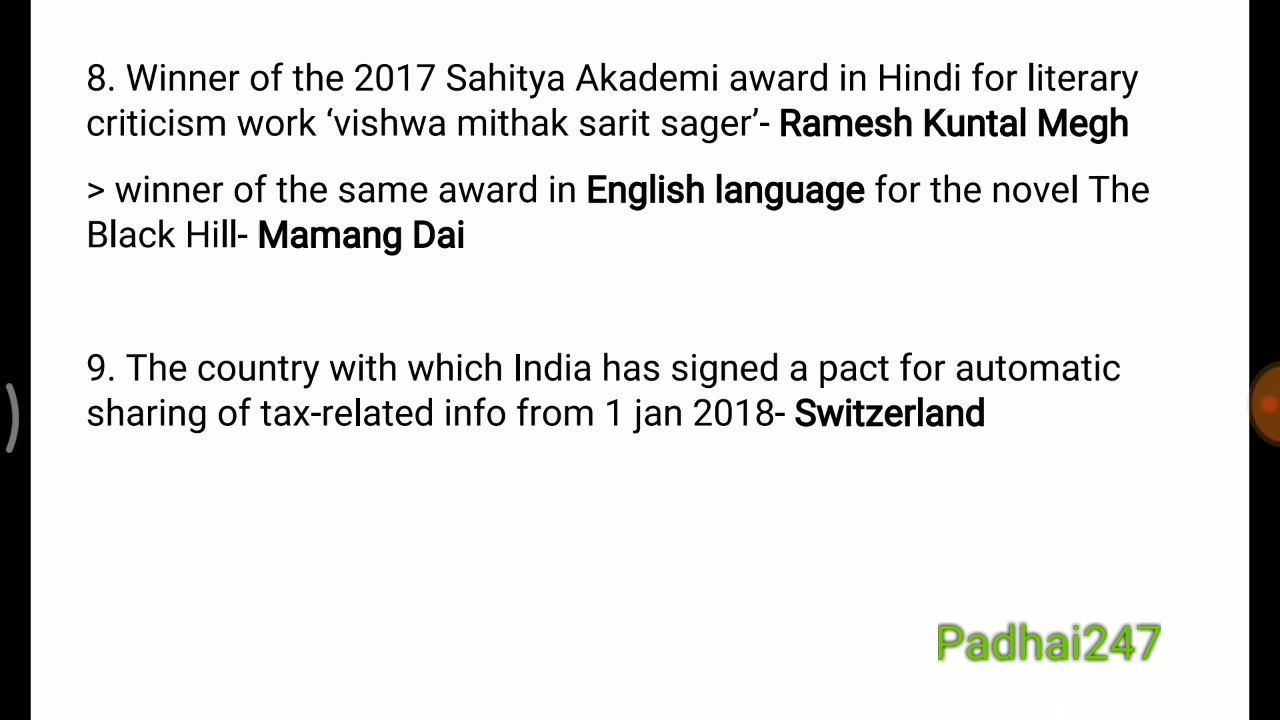 8. Winner of the 2017 Sahitya Akademi award in Hindi for literary
criticism work ‘vishwa mithak sarit sager’- Ramesh Kuntal Megh
> winner of the same award in English language for the novel The
Black Hill- Mamang Dai
9. The country with which India has signed a pact for automatic
sharing of tax-related info from 1 jan 2018- Switzerland
Padhai247